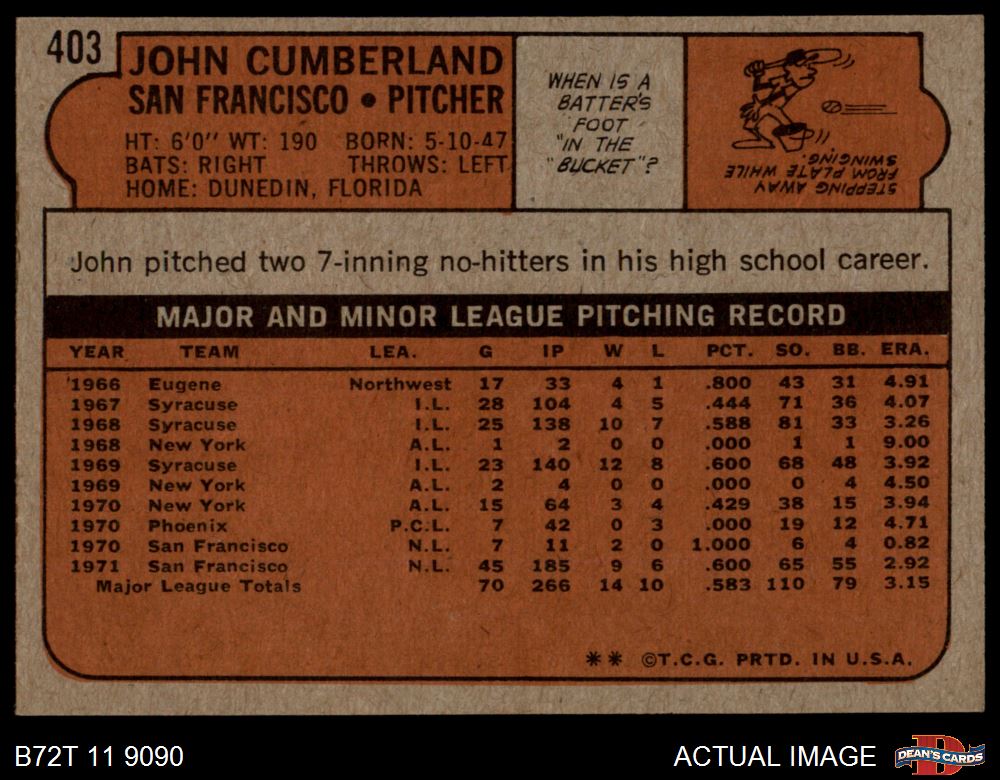 403
JOHN CUMBERLAND
SAN FRANCISCO • PITCHER
HT: 6'0" WT: 190 BORN: 5-10-47
BATS: RIGHT THROWS: LEFT
HOME: DUNEDIN, FLORIDA
WHEN IS A
BATTER'S
FOOT
"IN THE
"BUCKET"?
STEPPING AWAY
FROM PLATE WHILE
SWINGING.
John pitched two 7-inning no-hitters in his high school career.
MAJOR AND MINOR LEAGUE PITCHING RECORD
YEAR TEAM LEA. G IP W L PCT. SO. BB. ERA.
1966 Eugene Northwest 17 33 4 1 .800 43 31 4.91
1967 Syracuse I.L. 28 104 4 5 .444 71 36 4.07
1968 Syracuse I.L. 25 138 10 7 .588 81 33 3.26
1968 New York A.L. 1 2 0 0 .000 1 1 9.00
1969 Syracuse I.L. 23 140 12 8 .600 68 48 3.92
1969 New York A.L. 2 4 0 0 .000 0 4 4.50
1970 New York A.L. 15 64 3 4 .429 38 15 3.94
1970 Phoenix P.C.L. 7 42 0 3 .000 19 12 4.71
1970 San Francisco N.L. 7 11 2 0 1.000 6 4 0.82
1971 San Francisco N.L. 45 185 9 6 .600 65 55 2.92
Major League Totals 70 266 14 10 .583 110 79 3.15
** ©T.C.G. PRTD. IN U.S.A.
B72T 11 9090
ACTUAL IMAGE
D
DEAN'S CARDS